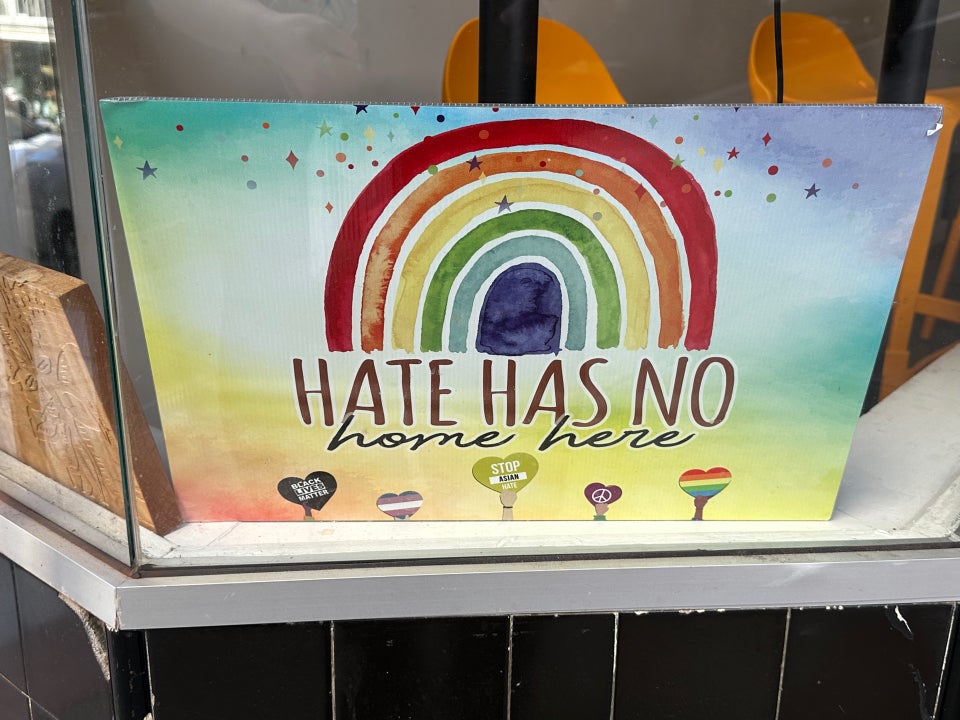 HATE HAS NO
home here
BLACK
LIVES
MATTER
STOP
ASIAN
HATE